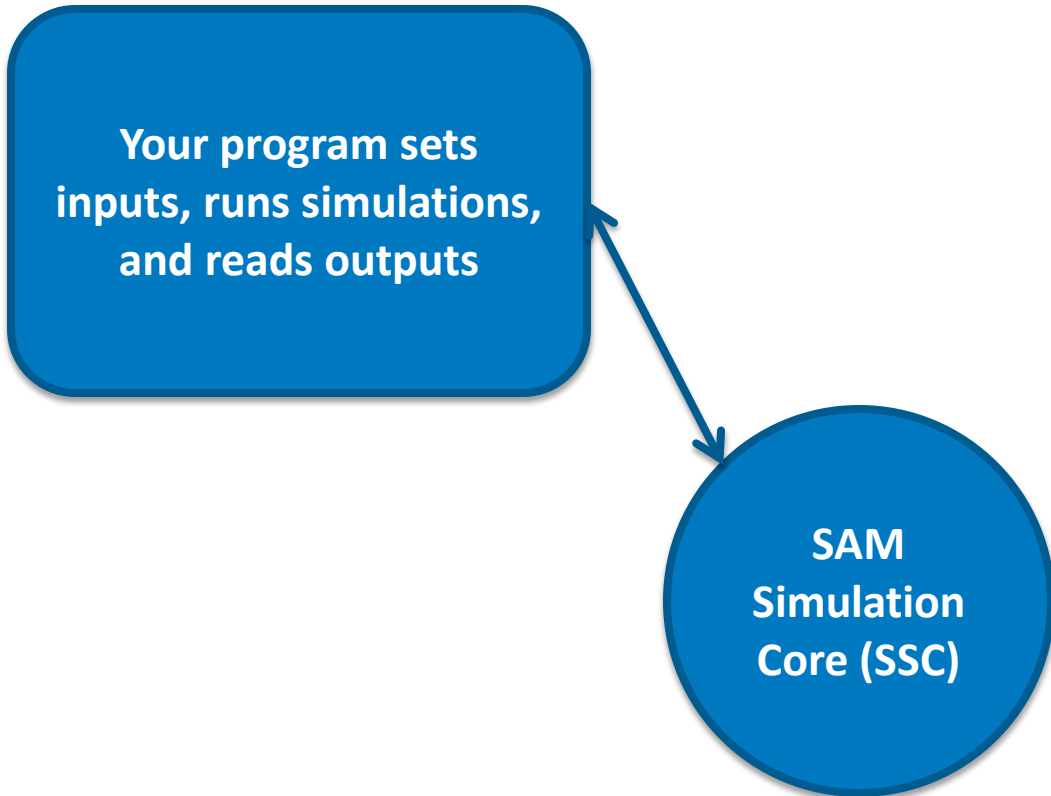 Your program sets
inputs, runs simulations,
and reads outputs
SAM
Simulation
Core (SSC)